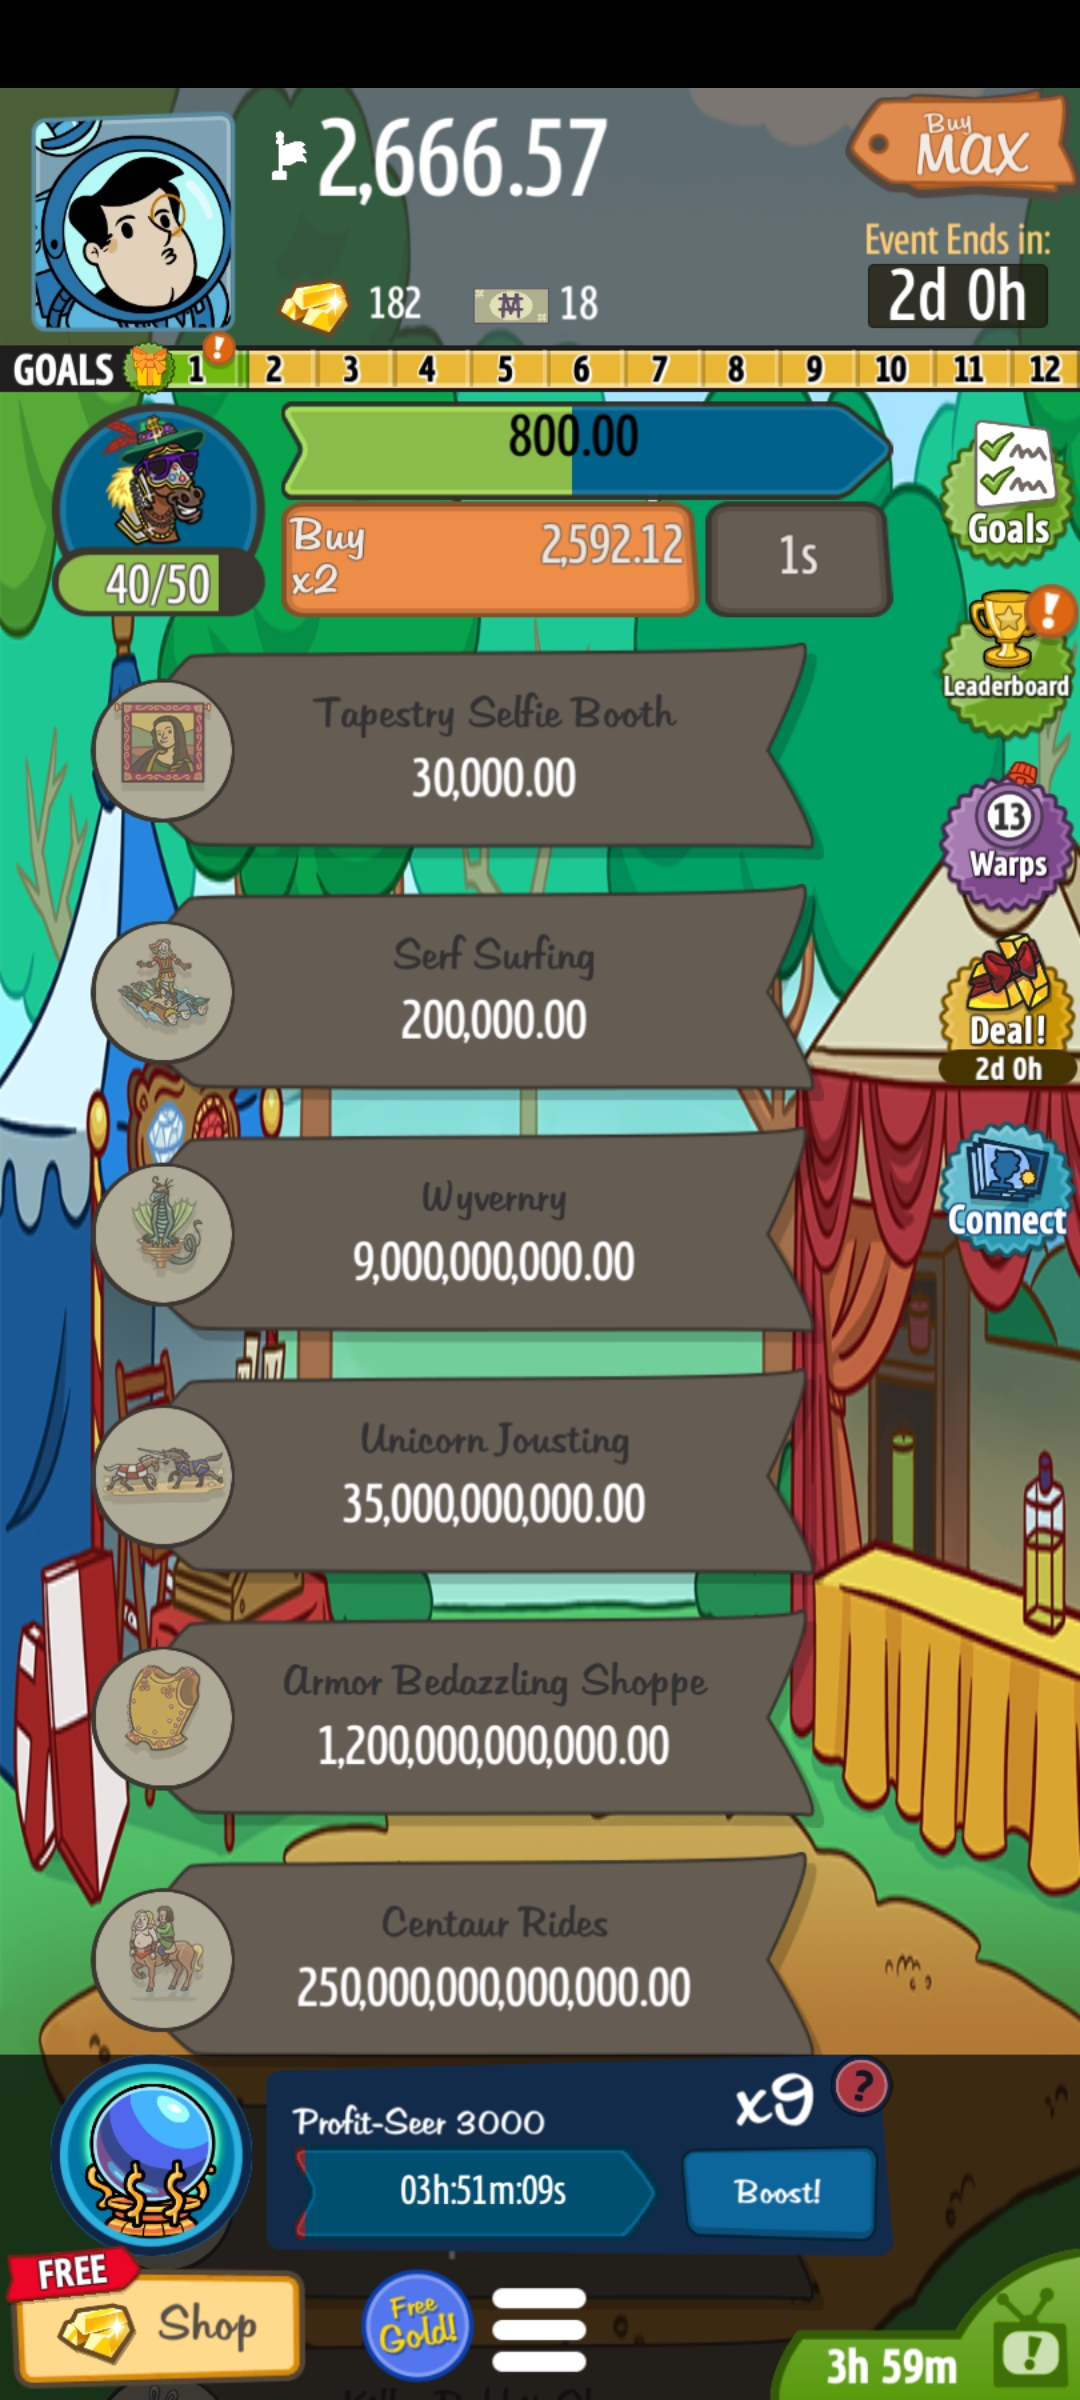 2,666.57
Buy
MAX
182
18
Event Ends in:
2d 0h
GOALS 1 ! 2 3 4 5 6 7 8 9 10 11 12
800.00
Buy
x2
2,592.12
1s
40/50
Goals
!
Leaderboard
Tapestry Selfie Booth
30,000.00
13
Warps
Serf Surfing
200,000.00
Deal!
2d 0h
Wyvernry
9,000,000,000.00
Connect
Unicorn Jousting
35,000,000,000.00
Armor Bedazzling Shoppe
1,200,000,000,000.00
Centaur Rides
250,000,000,000,000.00
Profit-Seer 3000
x9
?
03h:51m:09s
Boost!
FREE
Shop
Free
Gold!
3h 59m
!